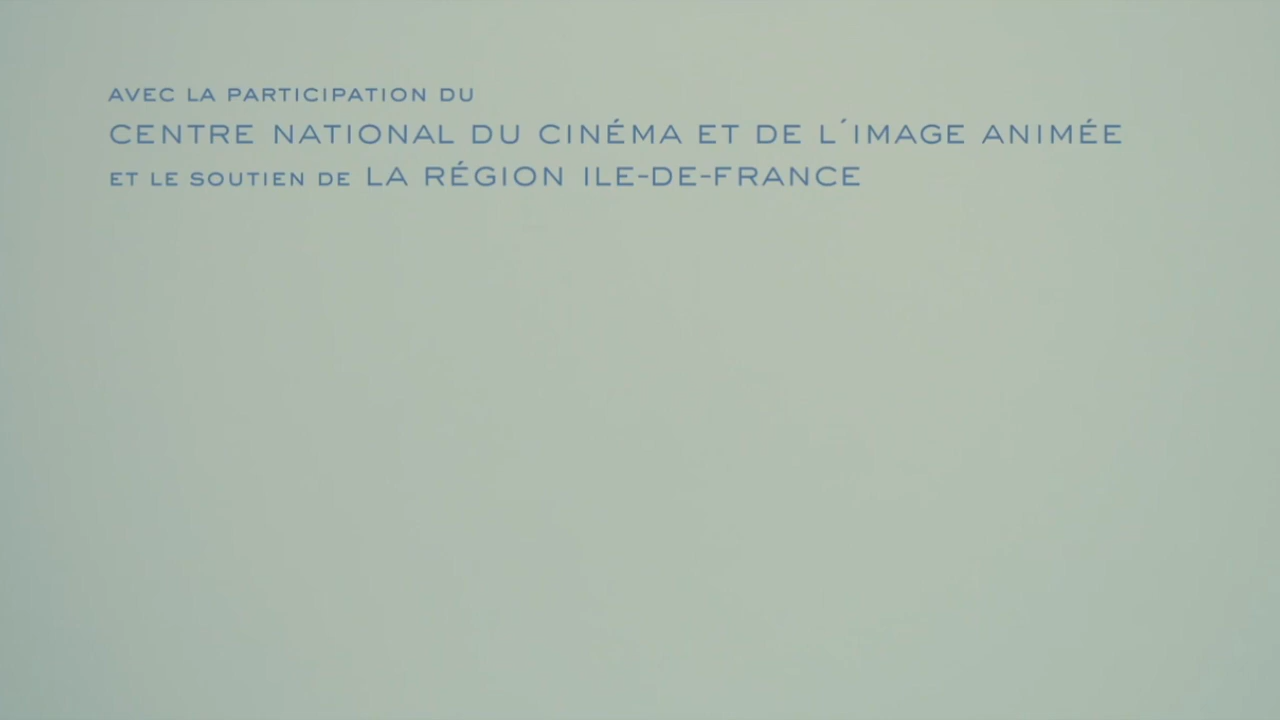 AVEC LA PARTICIPATION DU
CENTRE NATIONAL DU CINÉMA ET DE L´IMAGE ANIMÉE
ET LE SOUTIEN DE LA RÉGION ILE-DE-FRANCE